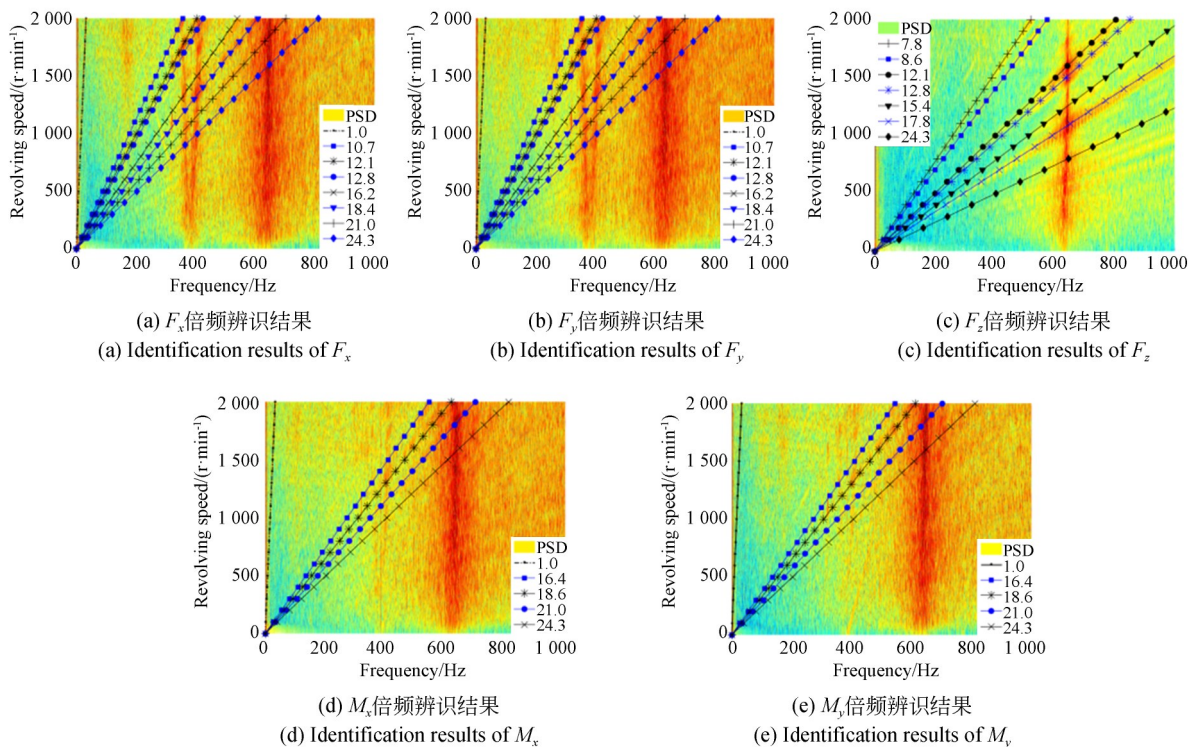 2 000
1 500
1 000
500
0
Revolving speed/(r·min⁻¹)
PSD
1.0
10.7
12.1
12.8
16.2
18.4
21.0
24.3
0 200 400 600 800 1 000
Frequency/Hz
(a) Fx倍频辨识结果
(a) Identification results of Fx
2 000
1 500
1 000
500
0
Revolving speed/(r·min⁻¹)
PSD
1.0
10.7
12.1
12.8
16.2
18.4
21.0
24.3
0 200 400 600 800 1 000
Frequency/Hz
(b) Fy倍频辨识结果
(b) Identification results of Fy
2 000
1 500
1 000
500
0
Revolving speed/(r·min⁻¹)
PSD
7.8
8.6
12.1
12.8
15.4
17.8
24.3
0 200 400 600 800 1 000
Frequency/Hz
(c) Fz倍频辨识结果
(c) Identification results of Fz
2 000
1 500
1 000
500
0
Revolving speed/(r·min⁻¹)
PSD
1.0
16.4
18.6
21.0
24.3
0 200 400 600 800 1 000
Frequency/Hz
(d) Mx倍频辨识结果
(d) Identification results of Mx
2 000
1 500
1 000
500
0
Revolving speed/(r·min⁻¹)
PSD
1.0
16.4
18.6
21.0
24.3
0 200 400 600 800 1 000
Frequency/Hz
(e) My倍频辨识结果
(e) Identification results of My